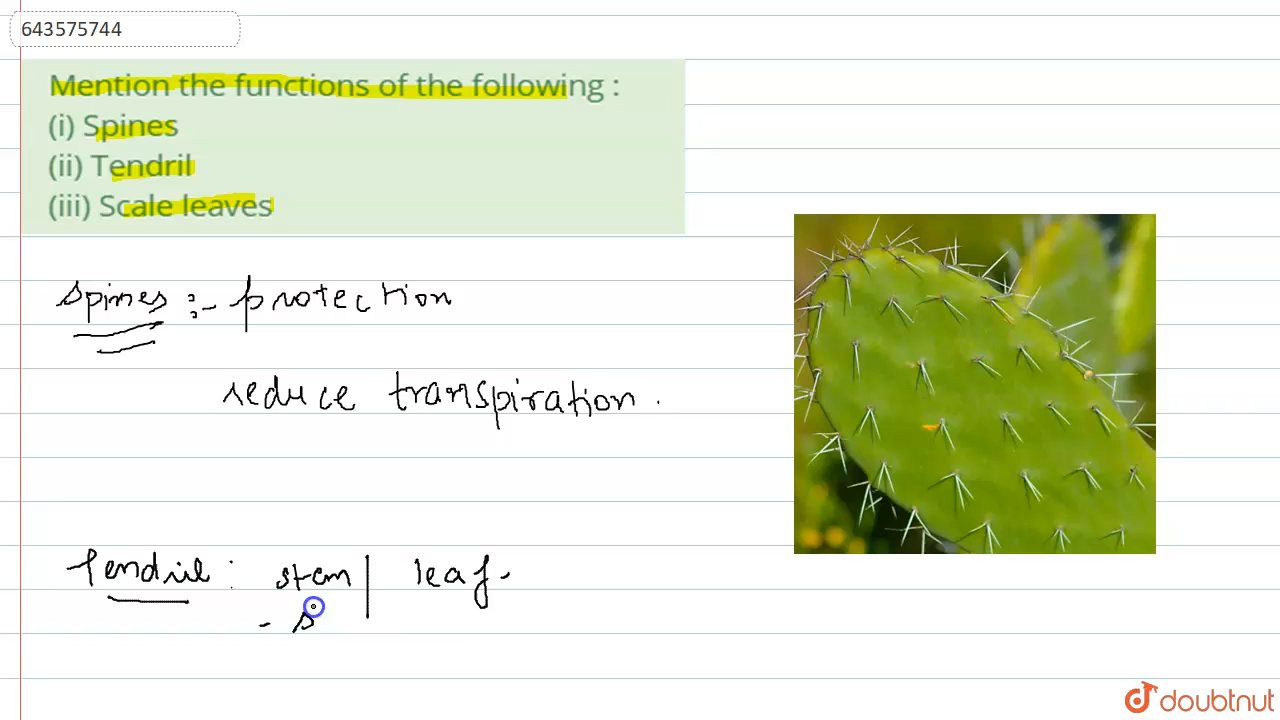 643575744
Mention the functions of the following :
(i) Spines
(ii) Tendril
(iii) Scale leaves
Spines :- protection
reduce transpiration.
Tendril : stem | leaf.
- s
doubtnut